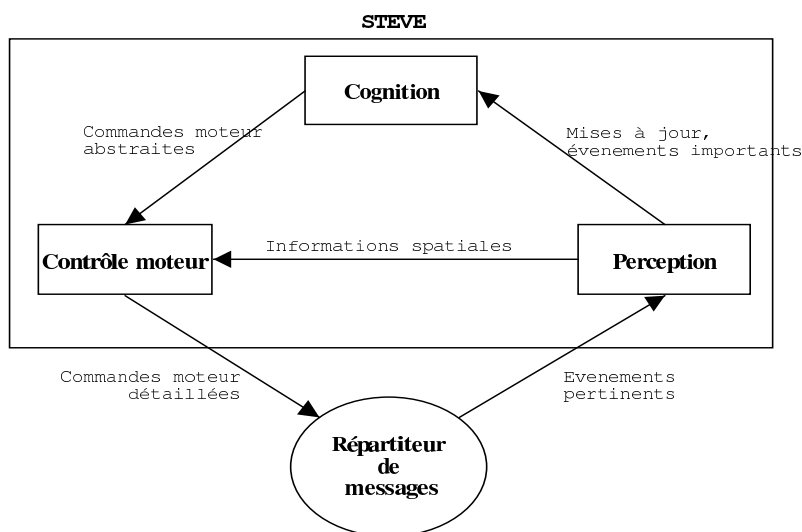 STEVE
Cognition
Commandes moteur
abstraites
Mises à jour,
évenements importants
Informations spatiales
Contrôle moteur
Perception
Commandes moteur
détaillées
Evenements
pertinents
Répartiteur
de
messages